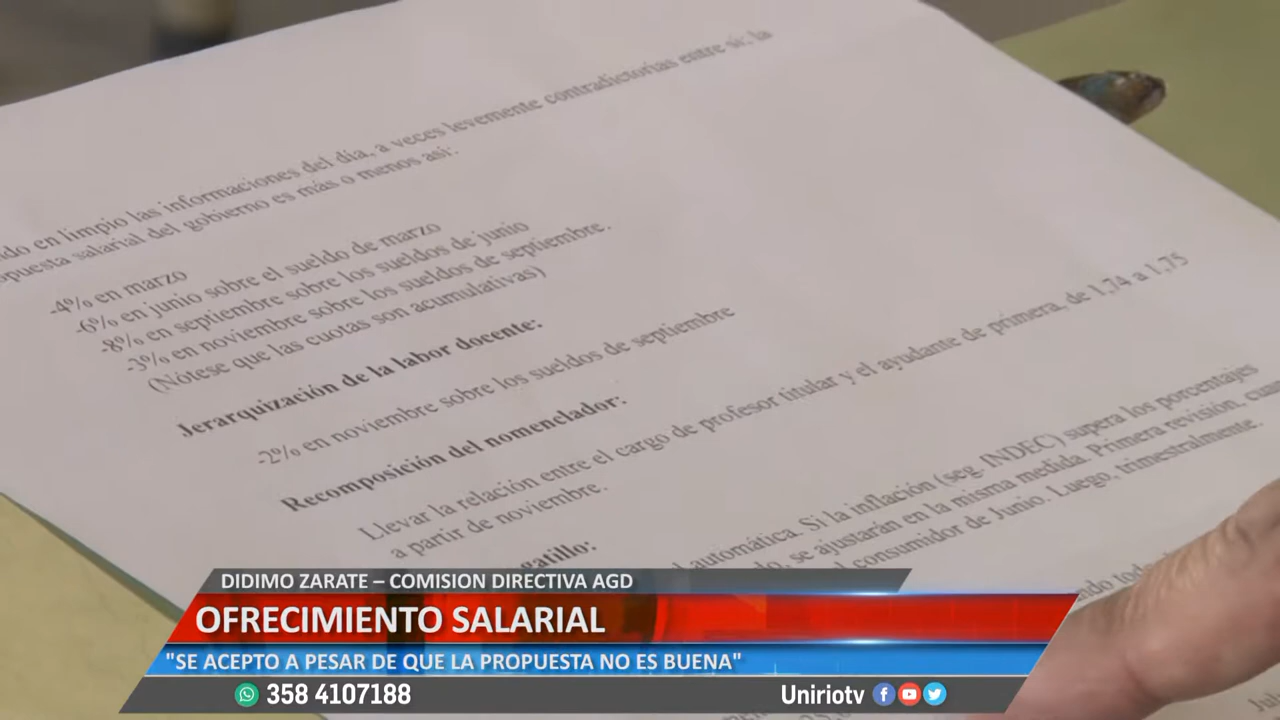 do en limpio las informaciones del día, a veces levemente contradictorias entre sí: la
puesta salarial del gobierno es más o menos así:
-4% en marzo
-6% en junio sobre el sueldo de marzo
-8% en septiembre sobre los sueldos de junio
-3% en noviembre sobre los sueldos de septiembre.
(Nótese que las cuotas son acumulativas)
Jerarquización de la labor docente:
-2% en noviembre sobre los sueldos de septiembre
Recomposición del nomenclador:
Llevar la relación entre el cargo de profesor titular y el ayudante de primera, de 1,74 a 1,75
a partir de noviembre.
gatillo:
automática. Si la inflación (seg. INDEC) supera los porcentajes
do, se ajustarán en la misma medida. Primera revisión,
l consumidor de Junio. Luego, trimestralmente.
DIDIMO ZARATE – COMISION DIRECTIVA AGD
OFRECIMIENTO SALARIAL
"SE ACEPTO A PESAR DE QUE LA PROPUESTA NO ES BUENA"
358 4107188
Uniriotv